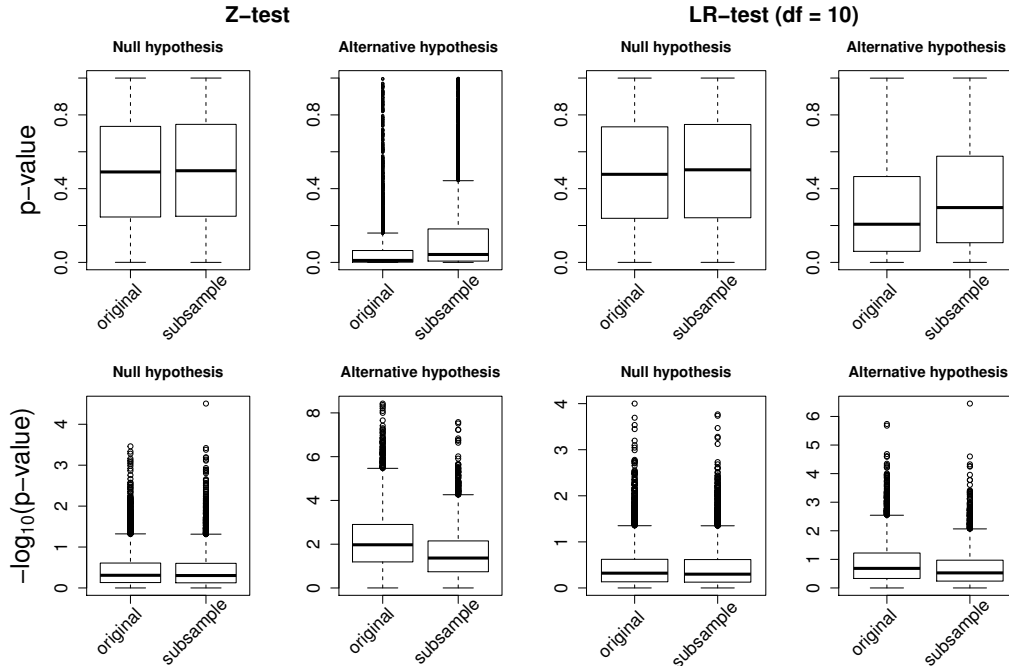 Z−test
LR−test (df = 10)
Null hypothesis
Alternative hypothesis
Null hypothesis
Alternative hypothesis
p−value
0.0
0.4
0.8
0.0
0.4
0.8
0.0
0.4
0.8
0.0
0.4
0.8
original
subsample
original
subsample
original
subsample
original
subsample
Null hypothesis
Alternative hypothesis
Null hypothesis
Alternative hypothesis
−log10(p−value)
0
1
2
3
4
0
2
4
6
8
0
1
2
3
4
0
1
2
3
4
5
6
original
subsample
original
subsample
original
subsample
original
subsample